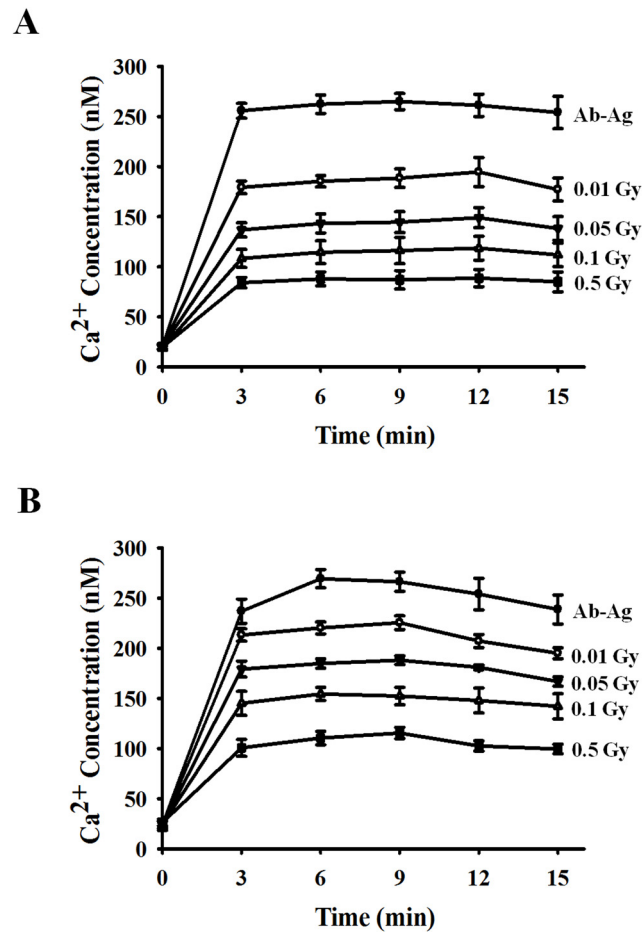 A
300
250
200
150
100
50
0
Ca2+ Concentration (nM)
Ab-Ag
0.01 Gy
0.05 Gy
0.1 Gy
0.5 Gy
0 3 6 9 12 15
Time (min)
B
300
250
200
150
100
50
0
Ca2+ Concentration (nM)
Ab-Ag
0.01 Gy
0.05 Gy
0.1 Gy
0.5 Gy
0 3 6 9 12 15
Time (min)